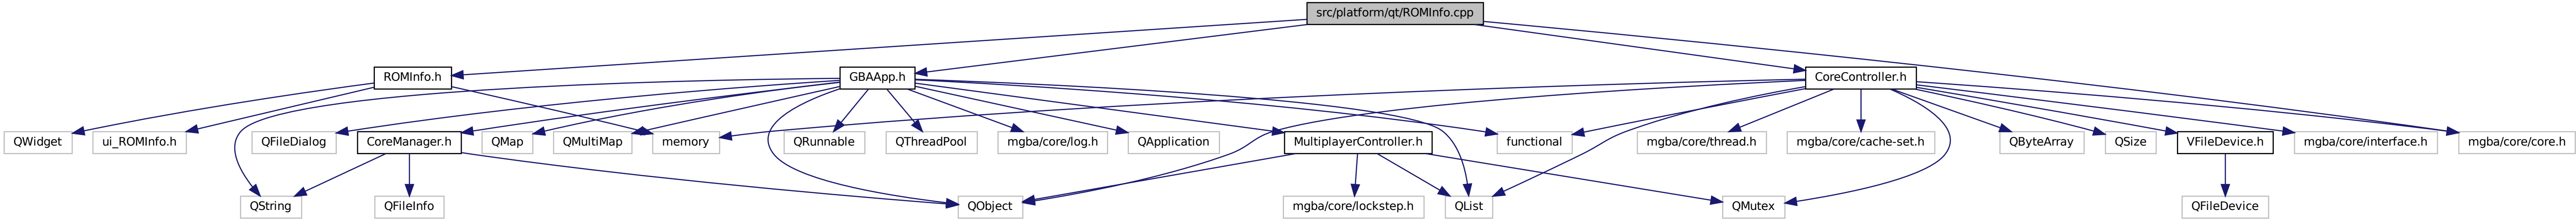 src/platform/qt/ROMInfo.cpp
ROMInfo.h
GBAApp.h
CoreController.h
QWidget
ui_ROMInfo.h
QFileDialog
CoreManager.h
QMap
QMultiMap
memory
QRunnable
QThreadPool
mgba/core/log.h
QApplication
MultiplayerController.h
functional
mgba/core/thread.h
mgba/core/cache-set.h
QByteArray
QSize
VFileDevice.h
mgba/core/interface.h
mgba/core/core.h
QString
QFileInfo
QObject
mgba/core/lockstep.h
QList
QMutex
QFileDevice